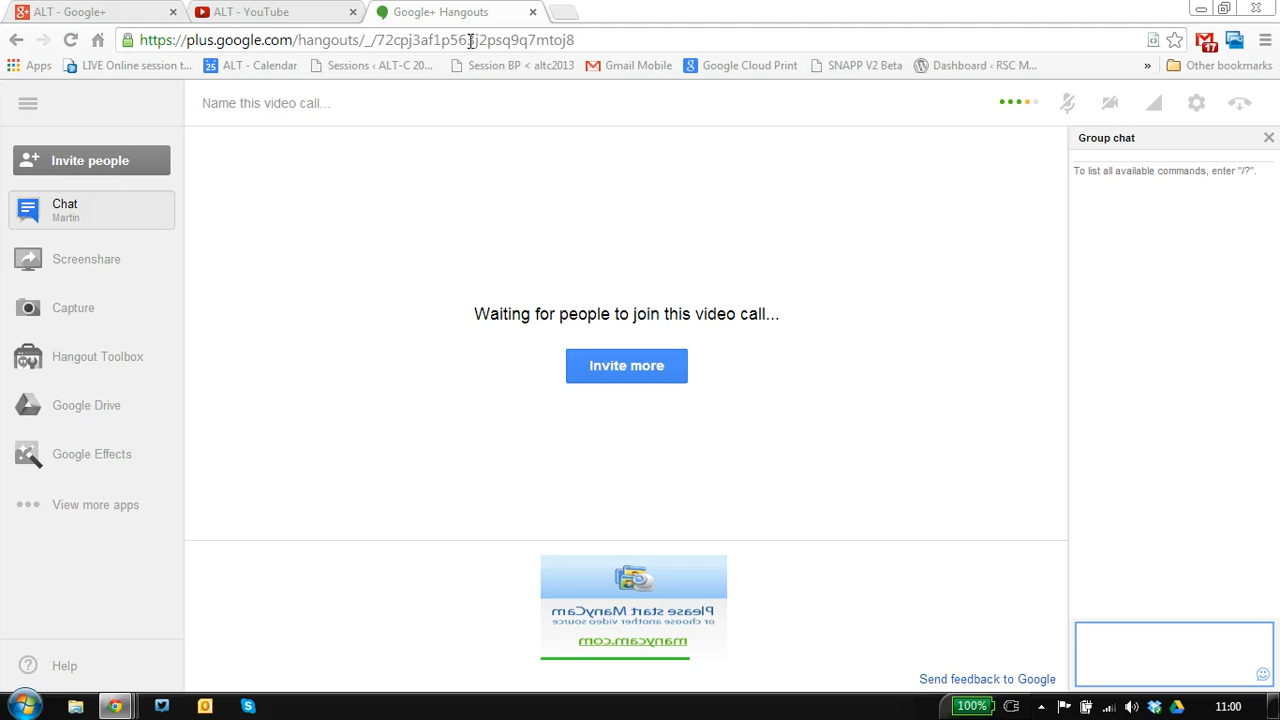 ALT - Google+
ALT - YouTube
Google+ Hangouts
https://plus.google.com/hangouts/_/72cpj3af1p56jj2psq9q7mtoj8
17
Apps
LIVE Online session t...
25
ALT - Calendar
Sessions ‹ ALT-C 20...
Session BP < altc2013
Gmail Mobile
Google Cloud Print
SNAPP V2 Beta
Dashboard ‹ RSC M...
»
Other bookmarks
Name this video call...
Invite people
Chat
Martin
Screenshare
Capture
Hangout Toolbox
Google Drive
Google Effects
View more apps
Help
Waiting for people to join this video call...
Invite more
Please start ManyCam
or choose another video source
manycam.com
Send feedback to Google
Group chat
To list all available commands, enter "/?".
100%
11:00